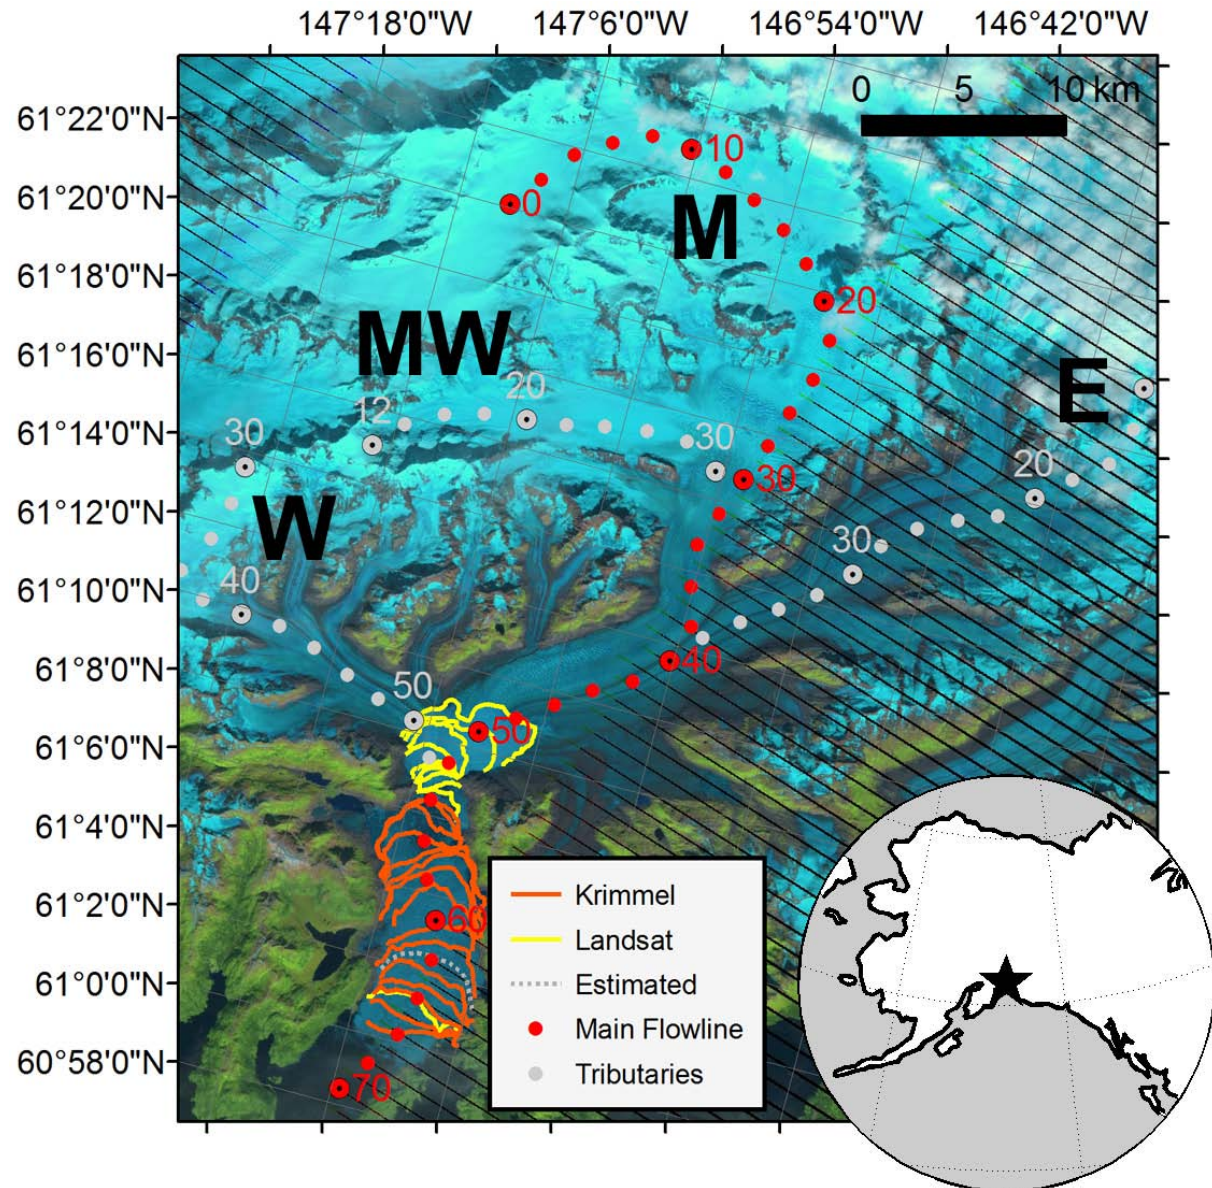 147°18'0"W 147°6'0"W 146°54'0"W 146°42'0"W
0 5 10 km
61°22'0"N
61°20'0"N
61°18'0"N
61°16'0"N
61°14'0"N
61°12'0"N
61°10'0"N
61°8'0"N
61°6'0"N
61°4'0"N
61°2'0"N
61°0'0"N
60°58'0"N
10
0
M
20
MW
E
20
12
30
30
30
20
W
30
40
40
50
50
60
70
Krimmel
Landsat
Estimated
Main Flowline
Tributaries